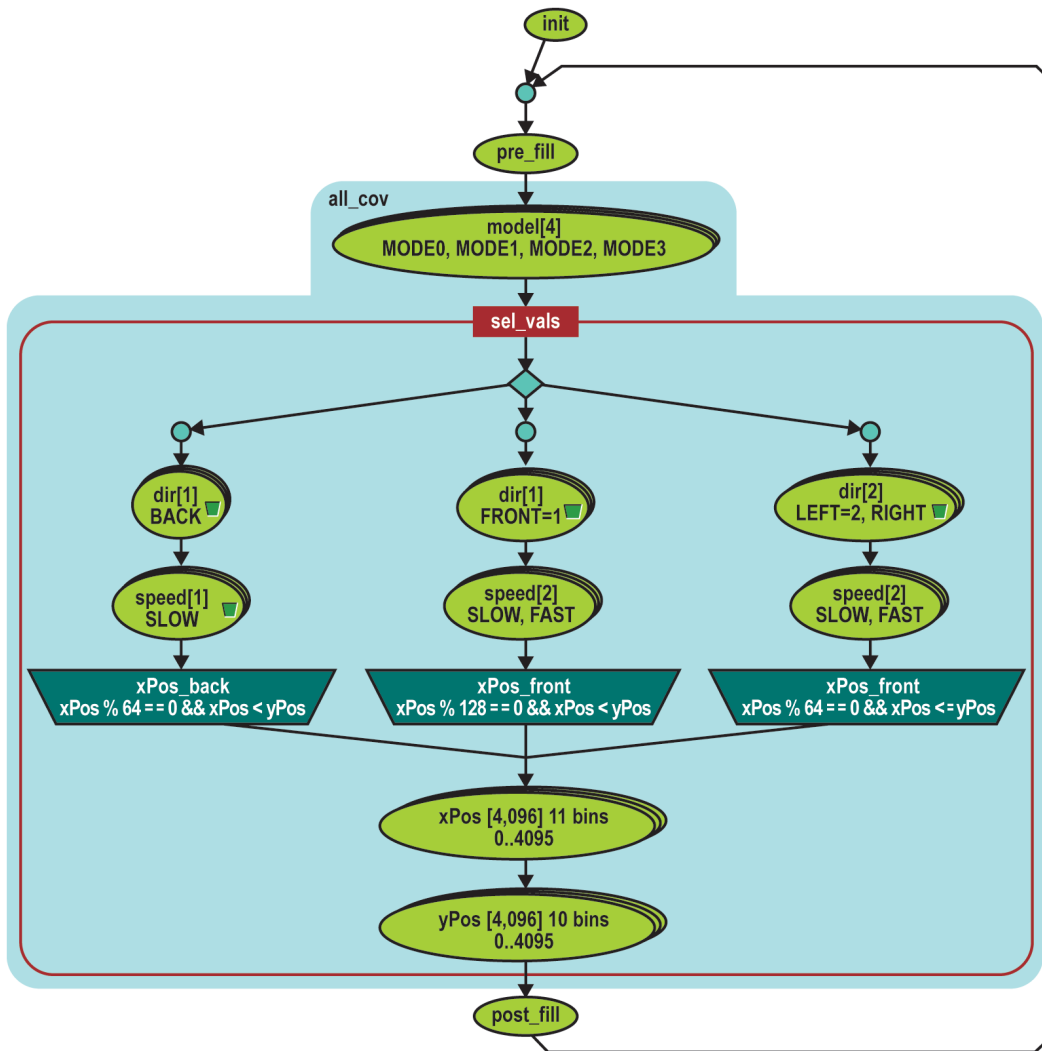 init
pre_fill
all_cov
model[4]
MODE0, MODE1, MODE2, MODE3
sel_vals
dir[1]
BACK
dir[1]
FRONT=1
dir[2]
LEFT=2, RIGHT
speed[1]
SLOW
speed[2]
SLOW, FAST
speed[2]
SLOW, FAST
xPos_back
xPos % 64 == 0 && xPos < yPos
xPos_front
xPos % 128 == 0 && xPos < yPos
xPos_front
xPos % 64 == 0 && xPos <= yPos
xPos [4,096] 11 bins
0..4095
yPos [4,096] 10 bins
0..4095
post_fill